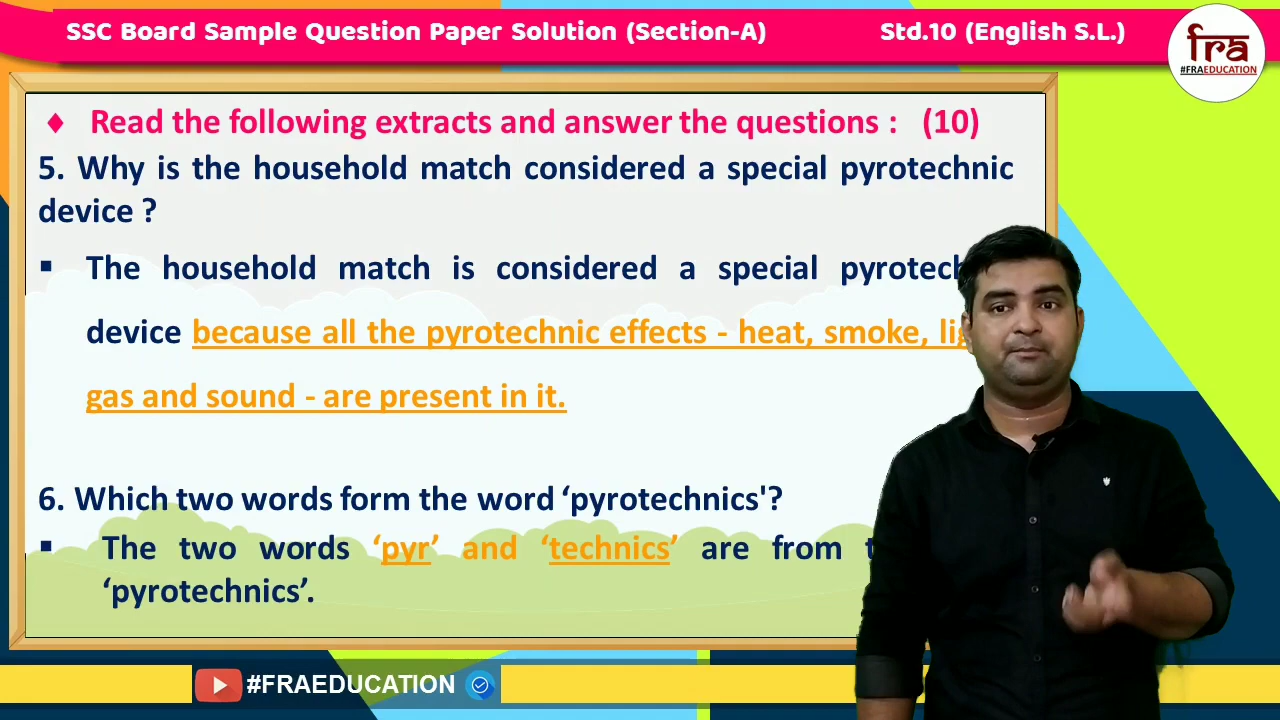 SSC Board Sample Question Paper Solution (Section-A) Std.10 (English S.L.)
fra
#FRAEDUCATION
♦ Read the following extracts and answer the questions : (10)
5. Why is the household match considered a special pyrotechnic
device ?
▪ The household match is considered a special
device because all the pyrotechnic effects - heat, smoke,
gas and sound - are present in it.
6. Which two words form the word ‘pyrotechnics'?
▪ The two words ‘pyr’ and ‘technics’ are from
‘pyrotechnics’.
#FRAEDUCATION